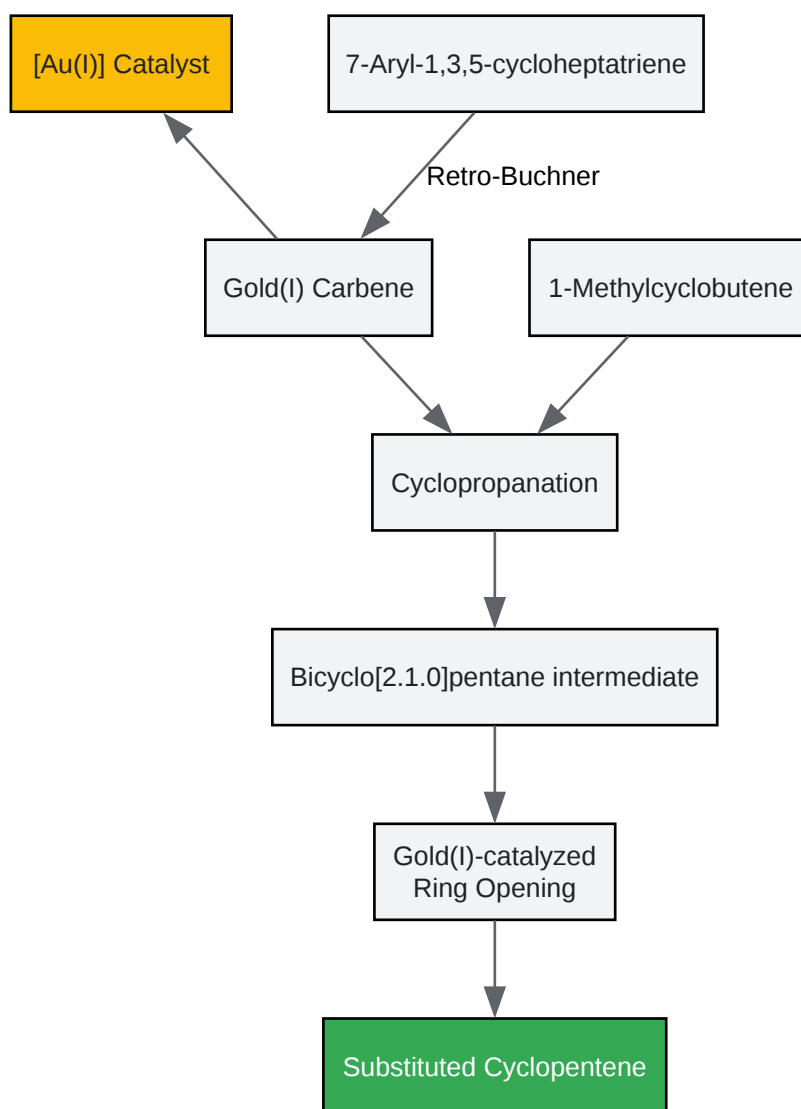 [Au(I)] Catalyst
7-Aryl-1,3,5-cycloheptatriene
Retro-Buchner
Gold(I) Carbene
1-Methylcyclobutene
Cyclopropanation
Bicyclo[2.1.0]pentane intermediate
Gold(I)-catalyzed
Ring Opening
Substituted Cyclopentene